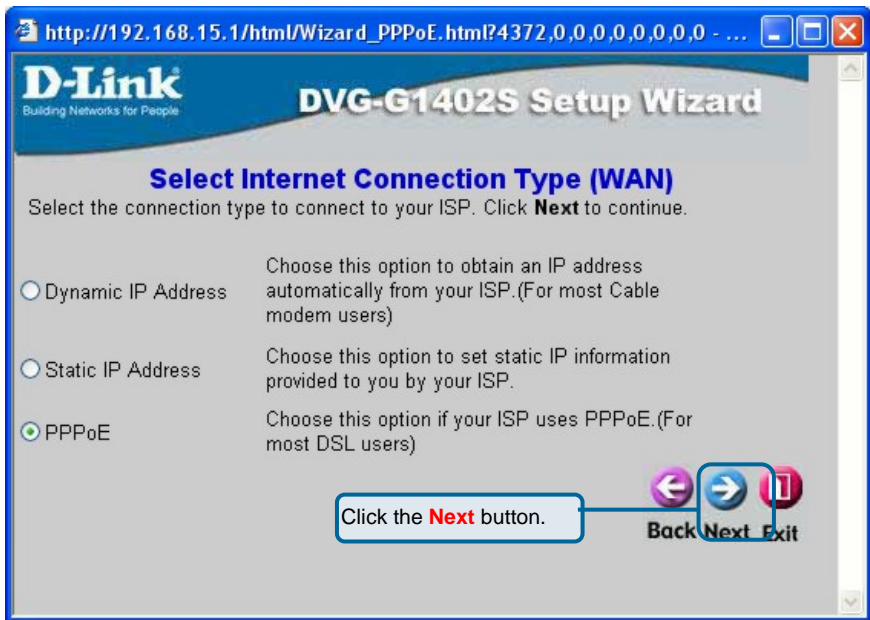 http://192.168.15.1/html/Wizard_PPPoE.html?4372,0,0,0,0,0,0,0,0 - ...
D-Link
Building Networks for People
DVG-G1402S Setup Wizard
Select Internet Connection Type (WAN)
Select the connection type to connect to your ISP. Click Next to continue.
Dynamic IP Address
Choose this option to obtain an IP address
automatically from your ISP.(For most Cable
modem users)
Static IP Address
Choose this option to set static IP information
provided to you by your ISP.
PPPoE
Choose this option if your ISP uses PPPoE.(For
most DSL users)
Click the Next button.
Back Next Exit